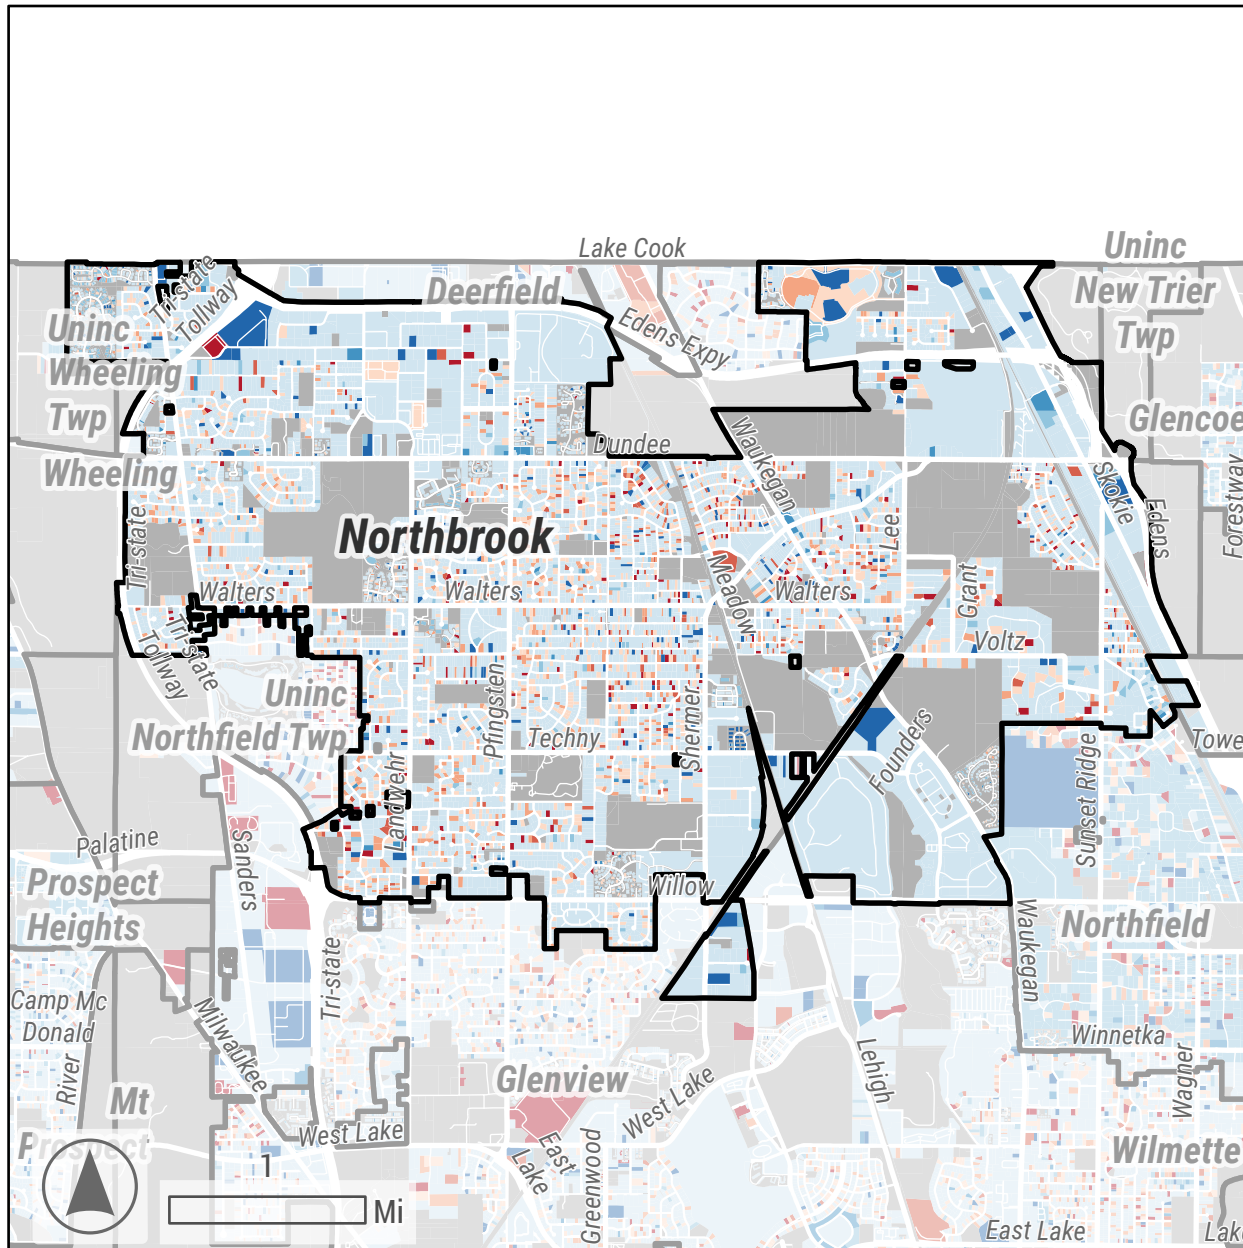 Lake Cook
Uninc
New Trier
Twp
Tri-state
Tollway
Deerfield
Edens Expy
Uninc
Wheeling
Twp
Glencoe
Dundee
Waukegan
Wheeling
Skokie
Edens
Forestway
Tri-state
Northbrook
Lee
Meadow
Grant
Walters
Walters
Walters
Voltz
Tri-state
Tollway
Uninc
Northfield Twp
Pfingsten
Techny
Shermer
Founders
Sunset Ridge
Towe
Landwehr
Palatine
Sanders
Prospect
Heights
Willow
Waukegan
Northfield
Tri-state
Camp Mc
Donald
River
Milwaukee
Winnetka
Wagner
Lehigh
Glenview
West Lake
Mt
Prospect
West Lake
East
Lake
Greenwood
Wilmette
1
Mi
East Lake
Lak